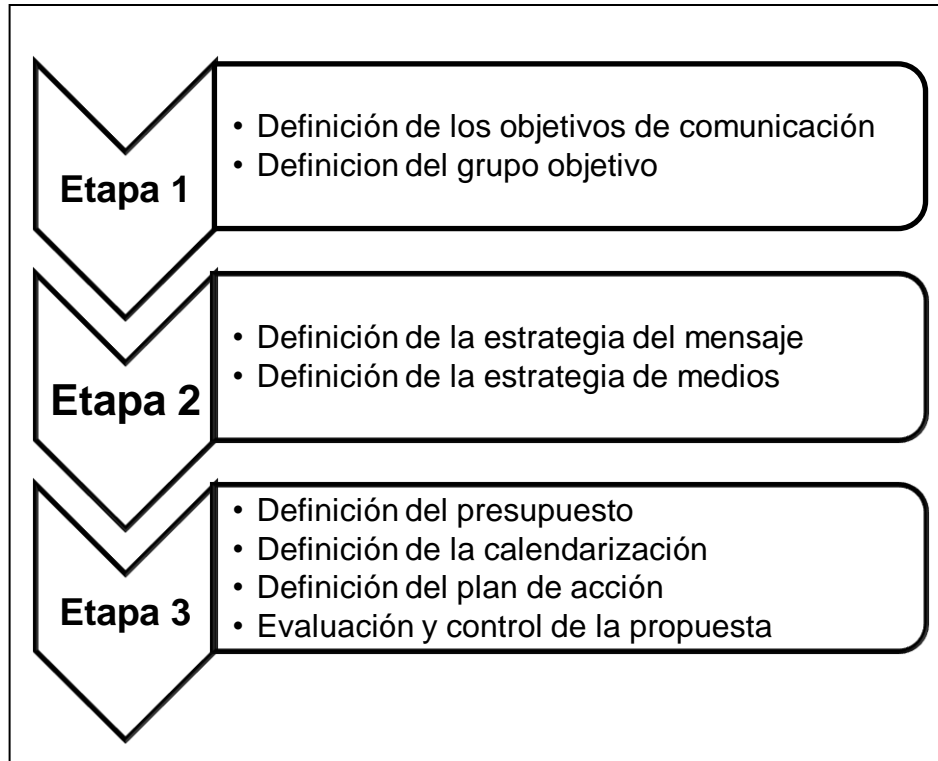 Etapa 1
• Definición de los objetivos de comunicación
• Definicion del grupo objetivo
Etapa 2
• Definición de la estrategia del mensaje
• Definición de la estrategia de medios
Etapa 3
• Definición del presupuesto
• Definición de la calendarización
• Definición del plan de acción
• Evaluación y control de la propuesta